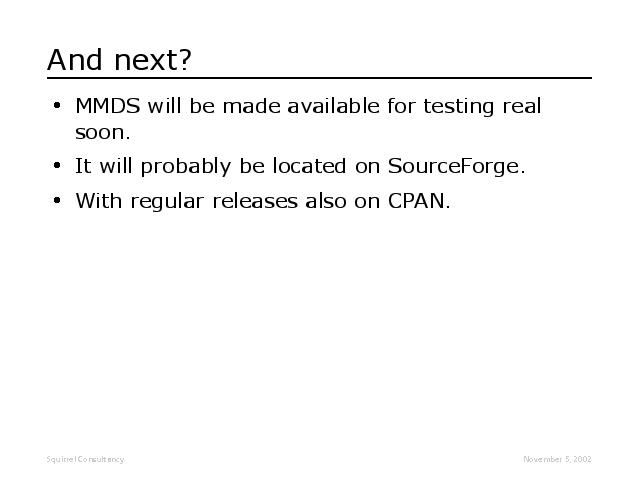 And next?
• MMDS will be made available for testing real
soon.
• It will probably be located on SourceForge.
• With regular releases also on CPAN.
Squirrel Consultancy
November 5, 2002